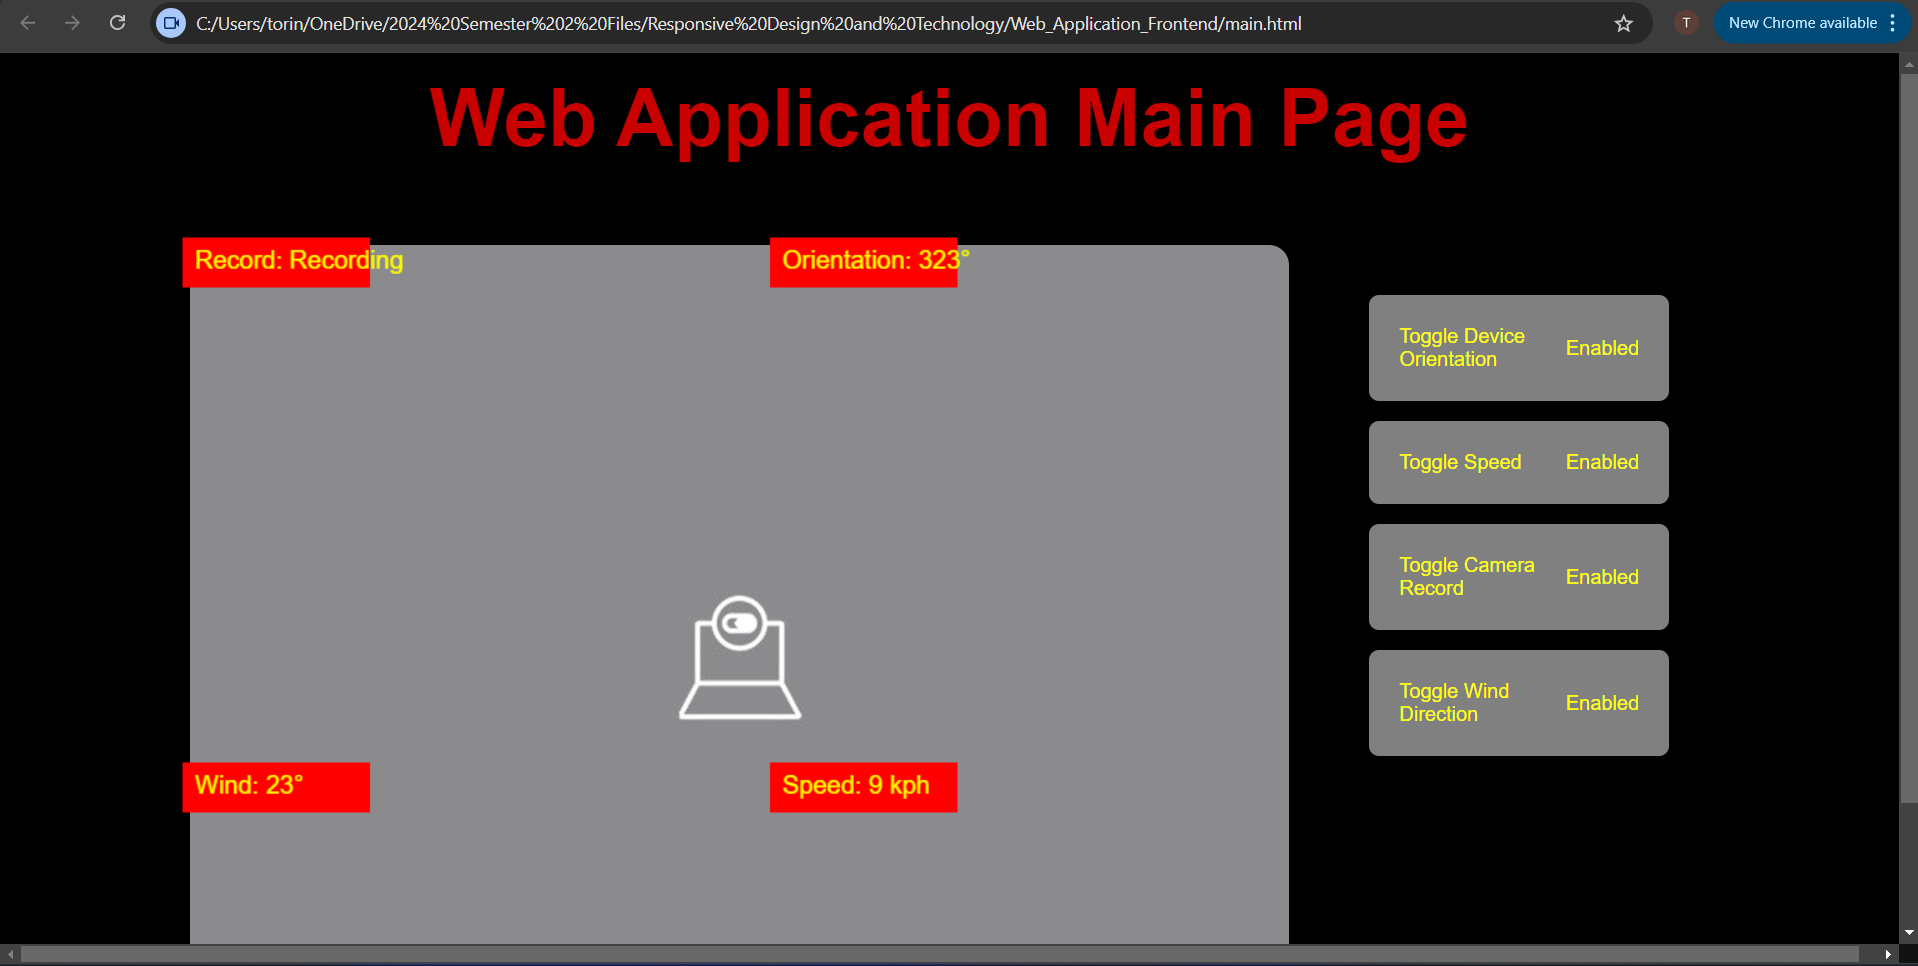 C:/Users/torin/OneDrive/2024%20Semester%202%20Files/Responsive%20Design%20and%20Technology/Web_Application_Frontend/main.html
T
New Chrome available
Web Application Main Page
Record: Recording
Orientation: 323°
Toggle Device
Orientation
Enabled
Toggle Speed
Enabled
Toggle Camera
Record
Enabled
Toggle Wind
Direction
Enabled
Wind: 23°
Speed: 9 kph